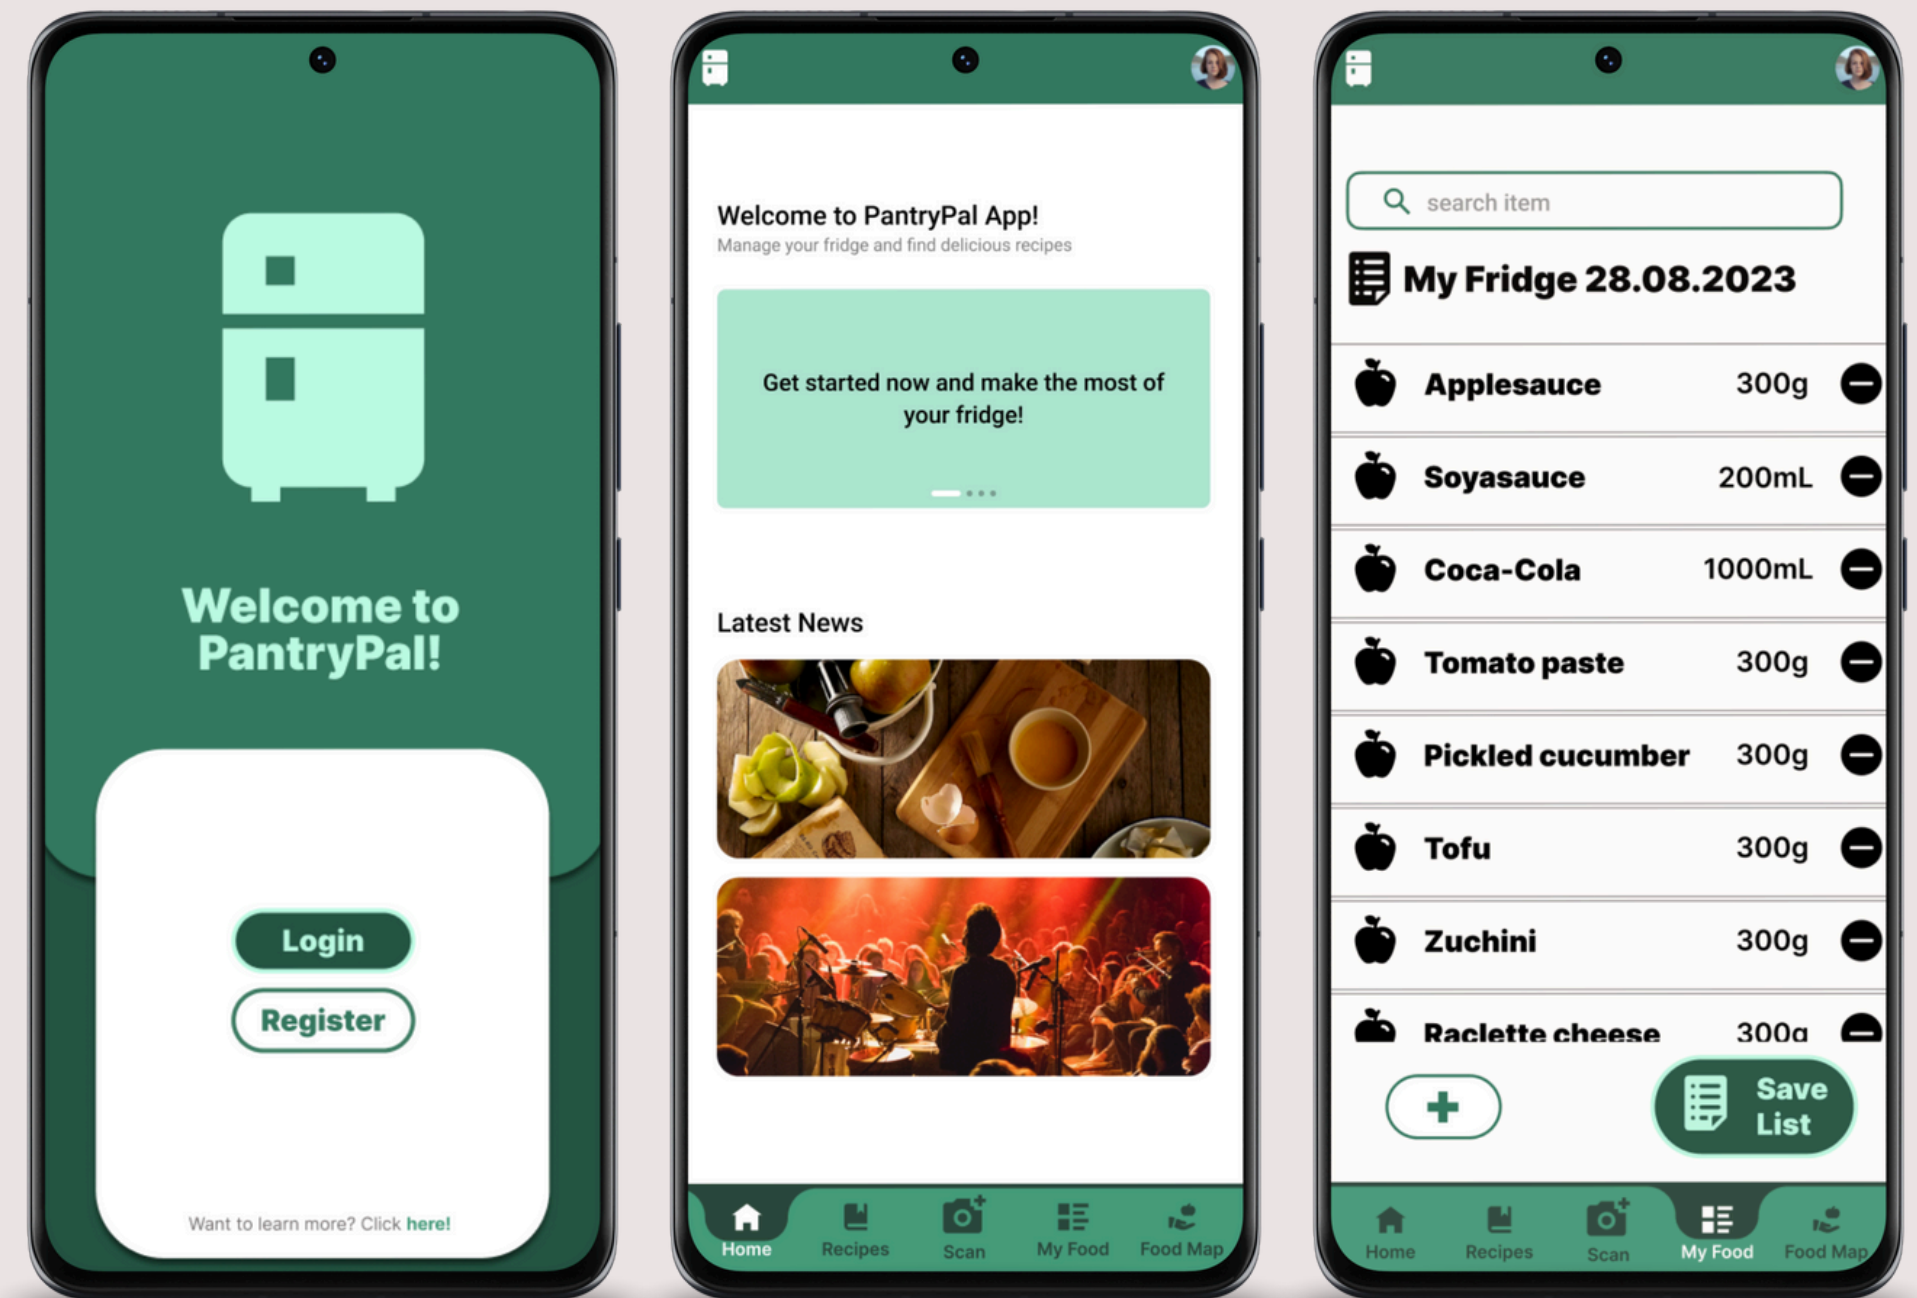 Welcome to
PantryPal!
Login
Register
Want to learn more? Click here!
Welcome to PantryPal App!
Manage your fridge and find delicious recipes
Get started now and make the most of
your fridge!
Latest News
Home
Recipes
Scan
My Food
Food Map
search item
My Fridge 28.08.2023
Applesauce 300g
Soyasauce 200mL
Coca-Cola 1000mL
Tomato paste 300g
Pickled cucumber 300g
Tofu 300g
Zuchini 300g
Raclette cheese 300g
Save
List
Home
Recipes
Scan
My Food
Food Map